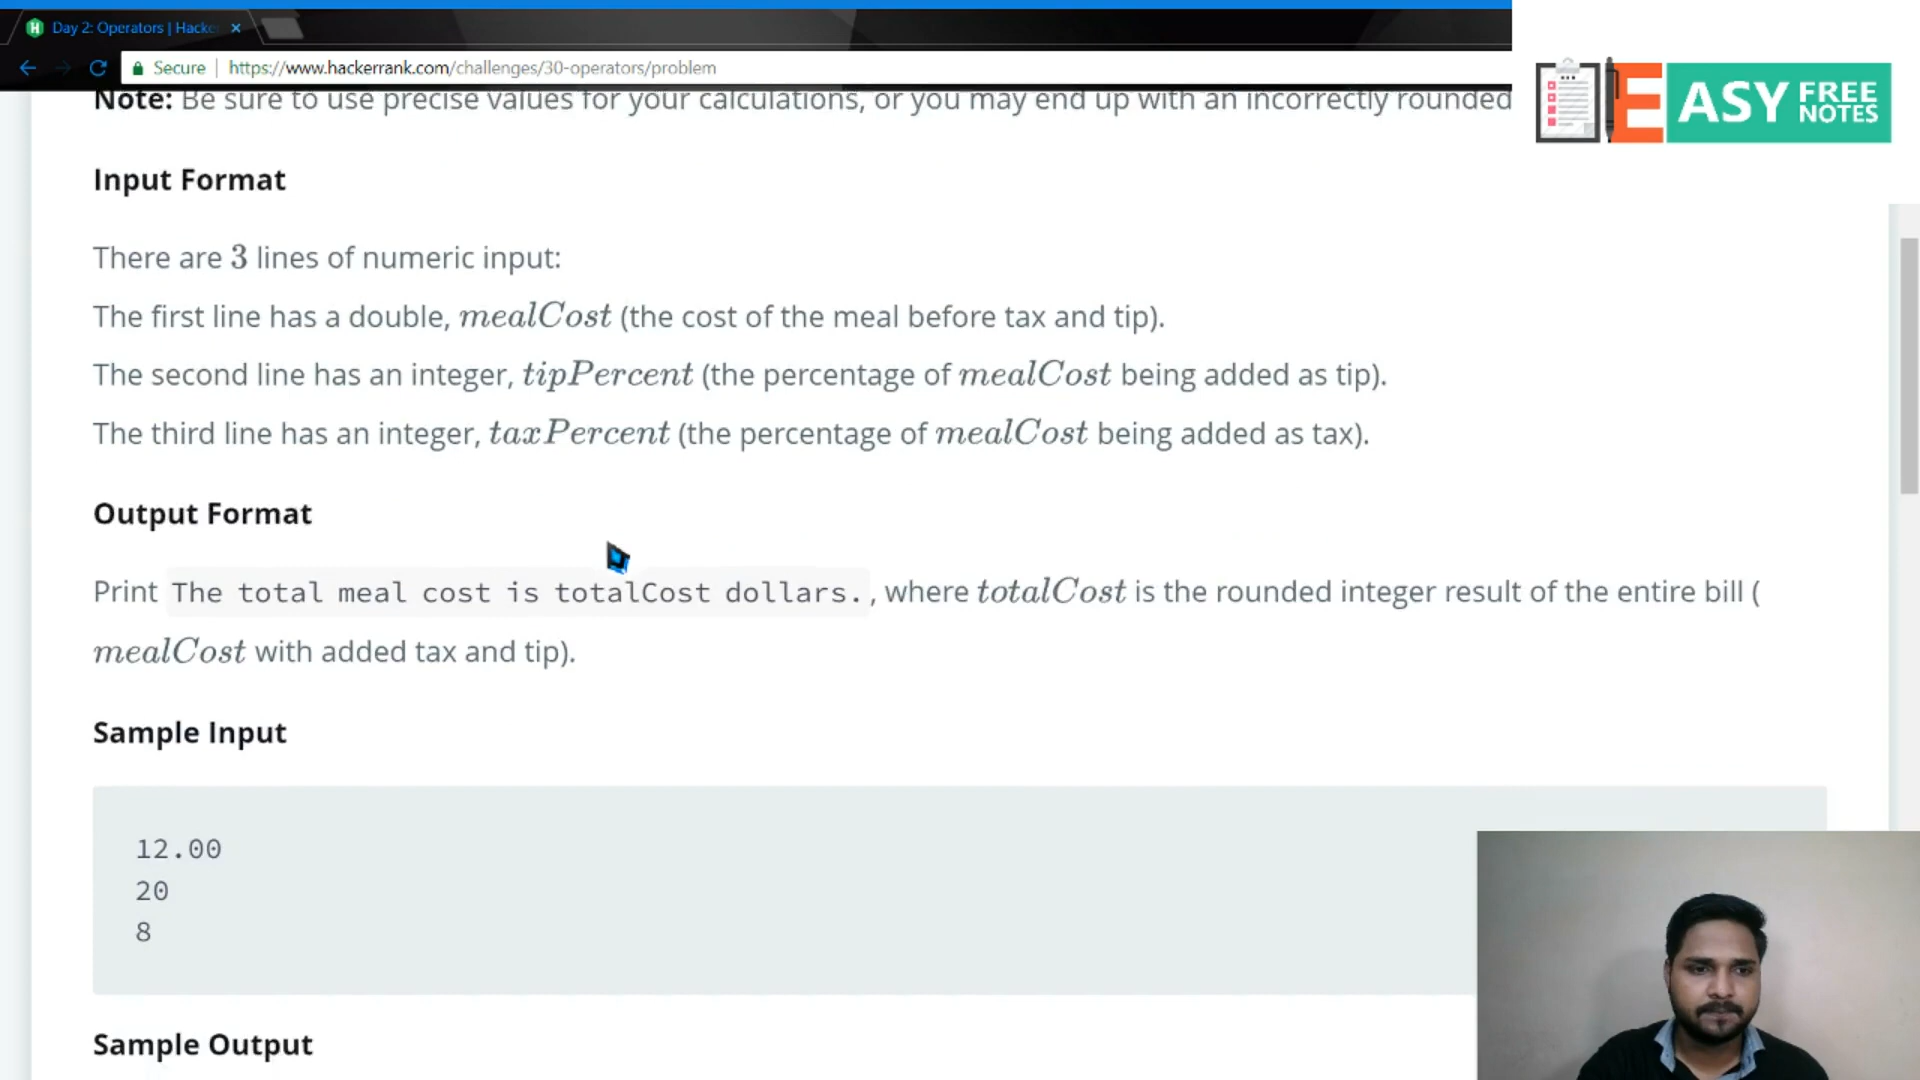 Day 2: Operators | Hacke
Secure | https://www.hackerrank.com/challenges/30-operators/problem
EASY FREE NOTES
Note: Be sure to use precise values for your calculations, or you may end up with an incorrectly rounded
Input Format
There are 3 lines of numeric input:
The first line has a double, mealCost (the cost of the meal before tax and tip).
The second line has an integer, tipPercent (the percentage of mealCost being added as tip).
The third line has an integer, taxPercent (the percentage of mealCost being added as tax).
Output Format
Print The total meal cost is totalCost dollars. , where totalCost is the rounded integer result of the entire bill (
mealCost with added tax and tip).
Sample Input
12.00
20
8
Sample Output